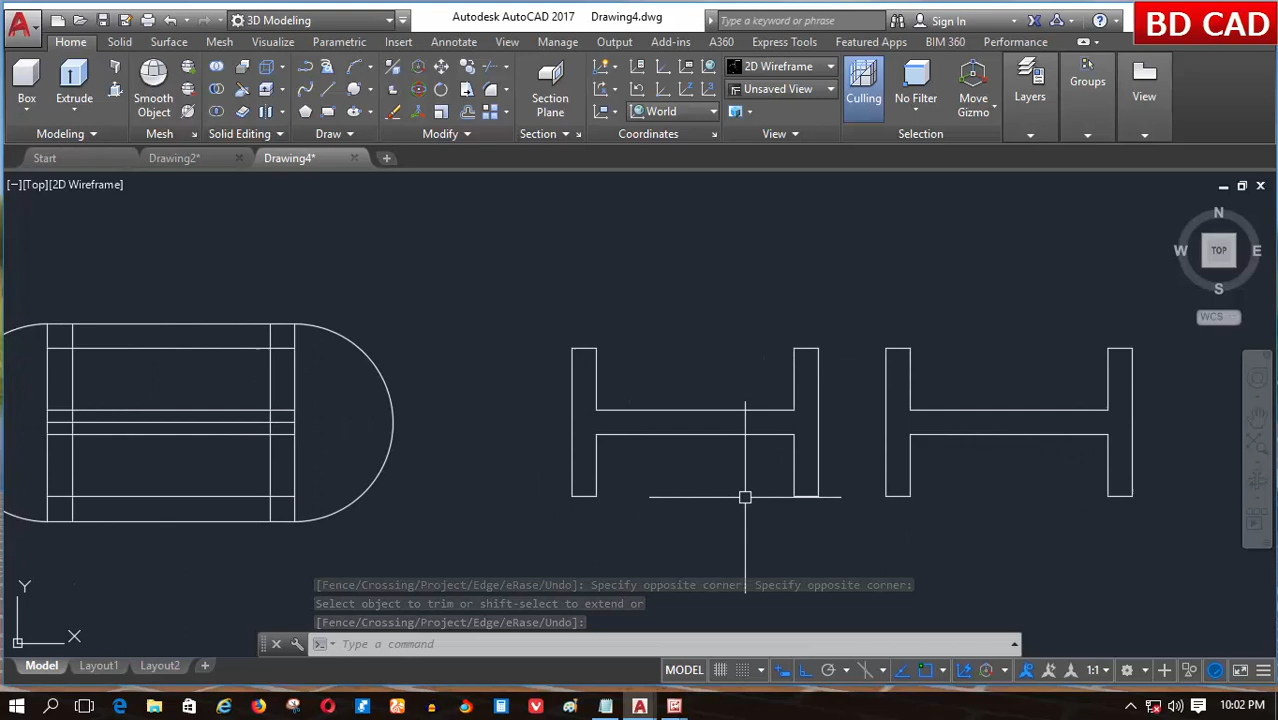 Autodesk AutoCAD 2017 Drawing4.dwg
3D Modeling
Type a keyword or phrase
Sign In
BD CAD
Home Solid Surface Mesh Visualize Parametric Insert Annotate View Manage Output Add-ins A360 Express Tools Featured Apps BIM 360 Performance
Box
Extrude
Smooth
Object
Section
Plane
World
2D Wireframe
Unsaved View
Culling
No Filter
Move
Gizmo
Layers
Groups
View
Modeling Mesh Solid Editing Draw Modify Section Coordinates View Selection
Start Drawing2* Drawing4*
[−][Top][2D Wireframe]
N
W TOP E
S
WCS
Y
X
[Fence/Crossing/Project/Edge/eRase/Undo]: Specify opposite corner: Specify opposite corner:
Select object to trim or shift-select to extend or
[Fence/Crossing/Project/Edge/eRase/Undo]:
Type a command
Model Layout1 Layout2
MODEL 1:1
10:02 PM